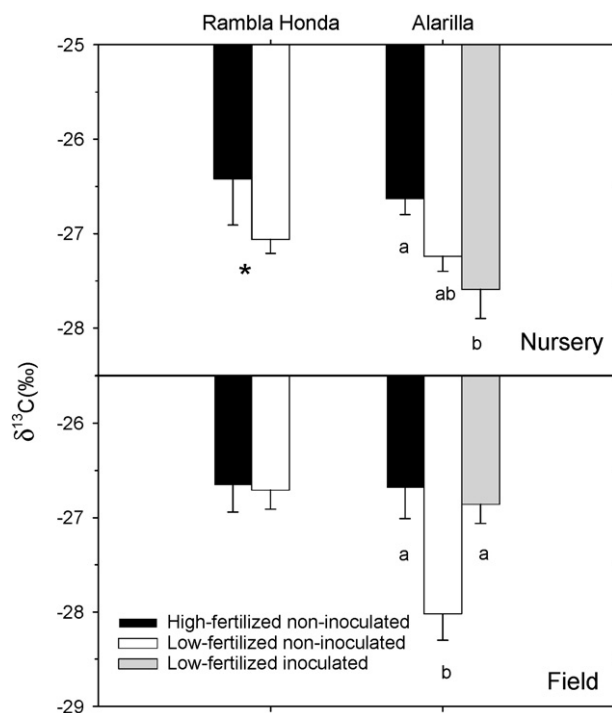 Rambla Honda Alarilla
-25
-26
-27
-28
* a ab b
Nursery
δ13C(‰)
-26
-27
-28
-29
a b a
High-fertilized non-inoculated
Low-fertilized non-inoculated
Low-fertilized inoculated
Field